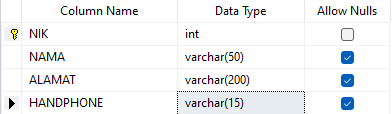 Column Name Data Type Allow Nulls
NIK int
NAMA varchar(50)
ALAMAT varchar(200)
HANDPHONE varchar(15)